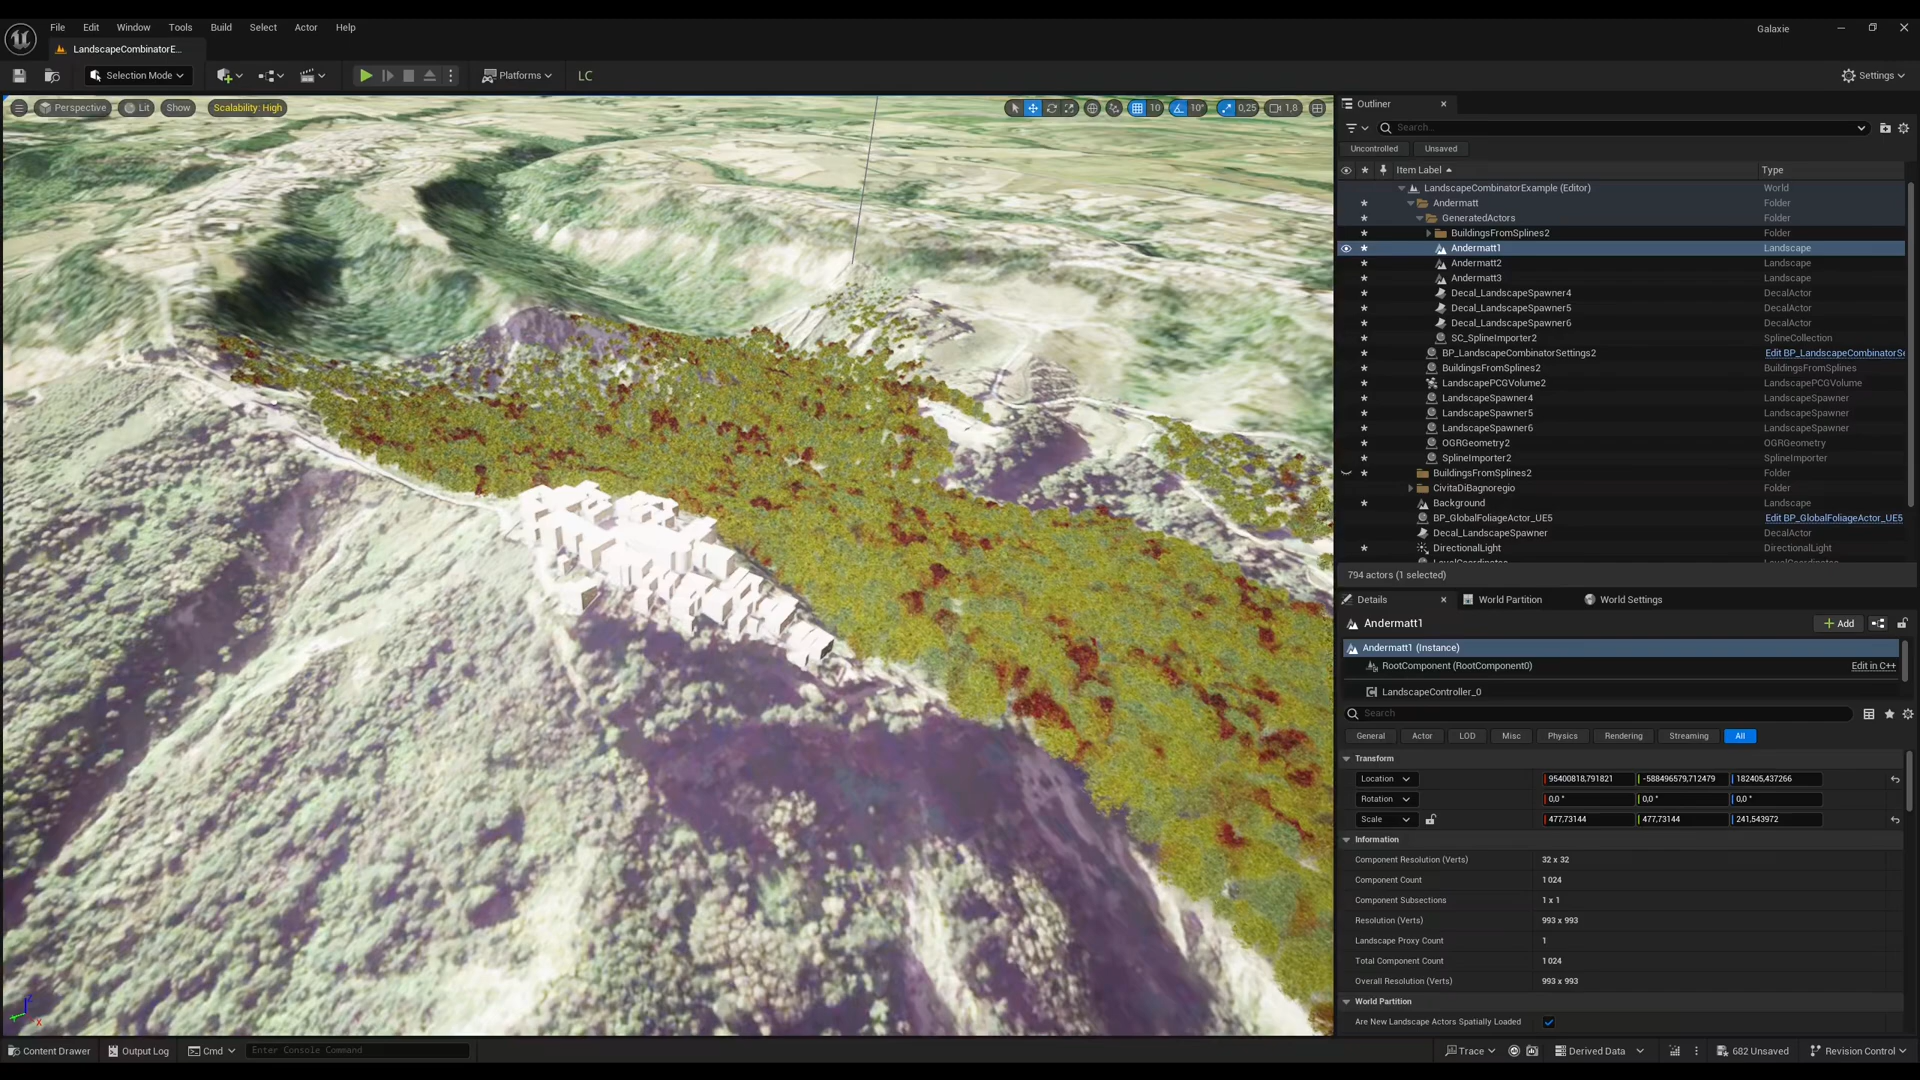 File Edit Window Tools Build Select Actor Help
Galaxie
LandscapeCombinatorE...
Selection Mode
Platforms
LC
Settings
Perspective Lit Show Scalability: High
10 10° 0,25 1,8
Outliner
Search...
Uncontrolled Unsaved
Item Label Type
LandscapeCombinatorExample (Editor) World
Andermatt Folder
GeneratedActors Folder
BuildingsFromSplines2 Folder
Andermatt1 Landscape
Andermatt2 Landscape
Andermatt3 Landscape
Decal_LandscapeSpawner4 DecalActor
Decal_LandscapeSpawner5 DecalActor
Decal_LandscapeSpawner6 DecalActor
SC_SplineImporter2 SplineCollection
BP_LandscapeCombinatorSettings2 Edit BP_LandscapeCombinatorSe
BuildingsFromSplines2 BuildingsFromSplines
LandscapePCGVolume2 LandscapePCGVolume
LandscapeSpawner4 LandscapeSpawner
LandscapeSpawner5 LandscapeSpawner
LandscapeSpawner6 LandscapeSpawner
OGRGeometry2 OGRGeometry
SplineImporter2 SplineImporter
BuildingsFromSplines2 Folder
CivitaDiBagnoregio Folder
Background Landscape
BP_GlobalFoliageActor_UE5 Edit BP_GlobalFoliageActor_UE5
Decal_LandscapeSpawner DecalActor
DirectionalLight DirectionalLight
794 actors (1 selected)
Details World Partition World Settings
Andermatt1
Add
Andermatt1 (Instance)
RootComponent (RootComponent0) Edit in C++
LandscapeController_0
Search
General Actor LOD Misc Physics Rendering Streaming All
Transform
Location 95400818,791821 -588496579,712479 182405,437266
Rotation 0,0 ° 0,0 ° 0,0 °
Scale 477,73144 477,73144 241,543972
Information
Component Resolution (Verts) 32 x 32
Component Count 1 024
Component Subsections 1 x 1
Resolution (Verts) 993 x 993
Landscape Proxy Count 1
Total Component Count 1 024
Overall Resolution (Verts) 993 x 993
World Partition
Are New Landscape Actors Spatially Loaded
Z
X
Content Drawer Output Log Cmd Enter Console Command
Trace Derived Data 682 Unsaved Revision Control